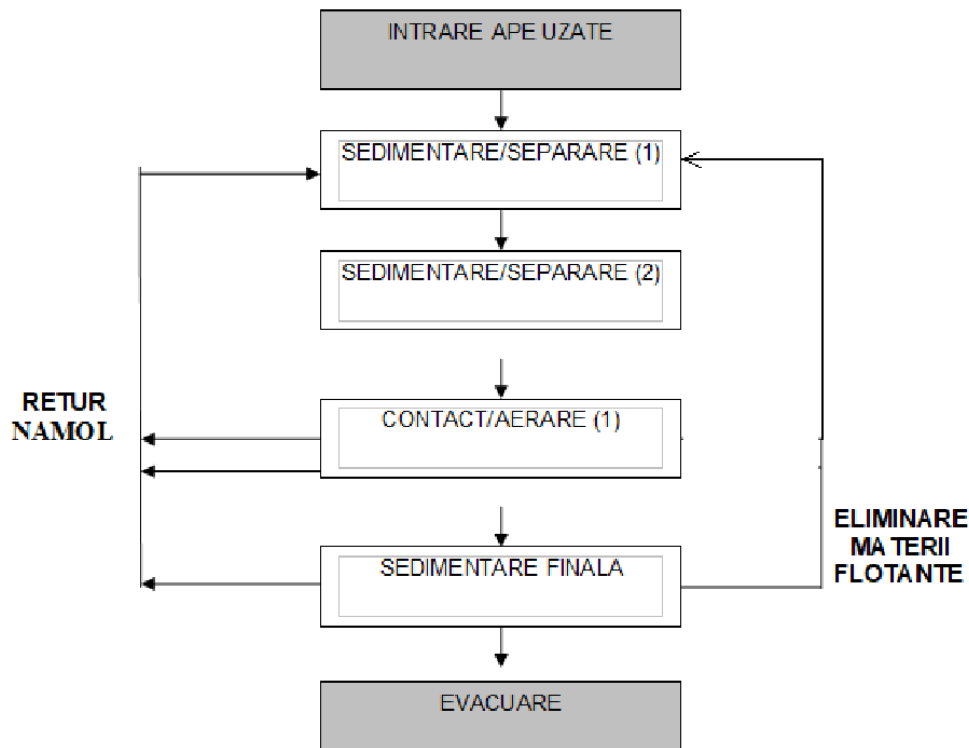 INTRARE APE UZATE
SEDIMENTARE/SEPARARE (1)
SEDIMENTARE/SEPARARE (2)
RETUR
NAMOL
CONTACT/AERARE (1)
ELIMINARE
MATERII
FLOTANTE
SEDIMENTARE FINALA
EVACUARE